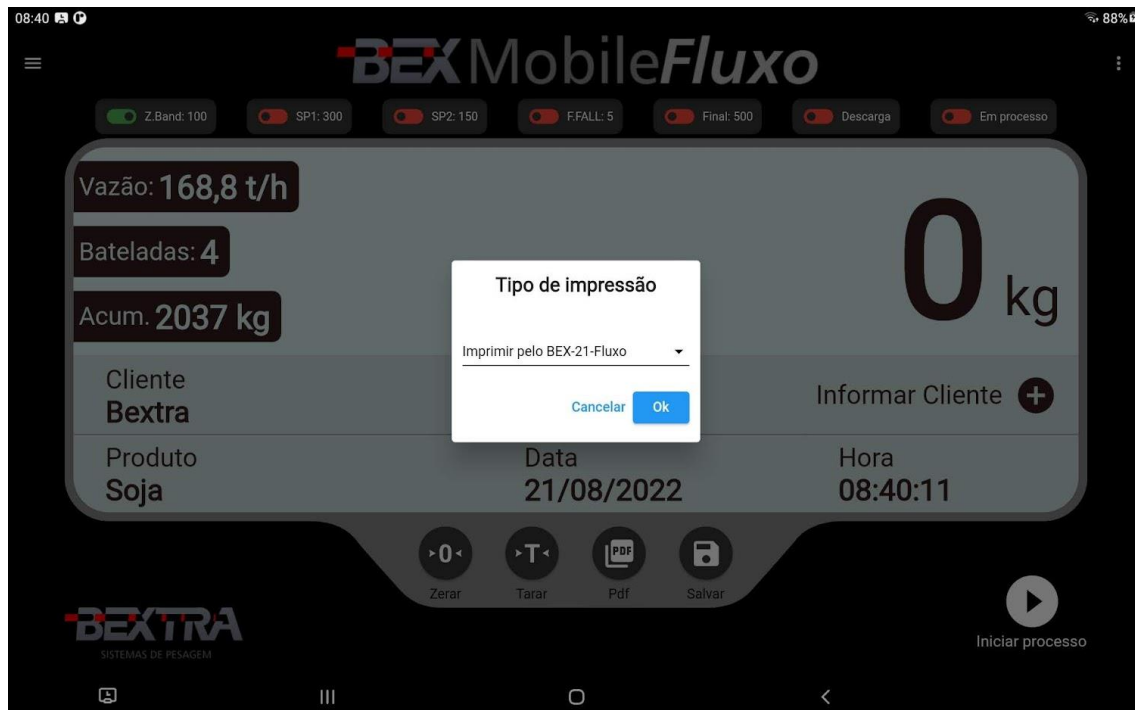 08:40
88%
BEX MobileFluxo
Z.Band: 100
SP1: 300
SP2: 150
F.FALL: 5
Final: 500
Descarga
Em processo
Vazão: 168,8 t/h
Bateladas: 4
Acum. 2037 kg
0 kg
Tipo de impressão
Imprimir pelo BEX-21-Fluxo
Cancelar
Ok
Cliente
Bextra
Informar Cliente
Produto
Soja
Data
21/08/2022
Hora
08:40:11
0
T
PDF
Zerar
Tarar
Pdf
Salvar
Iniciar processo
BEXTRA
SISTEMAS DE PESAGEM